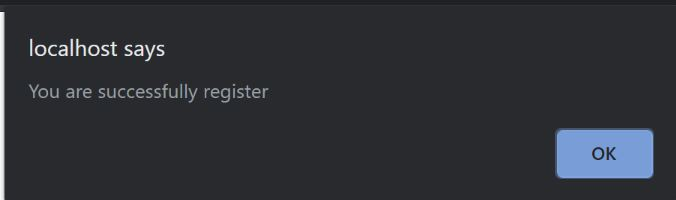 localhost says
You are successfully register
OK